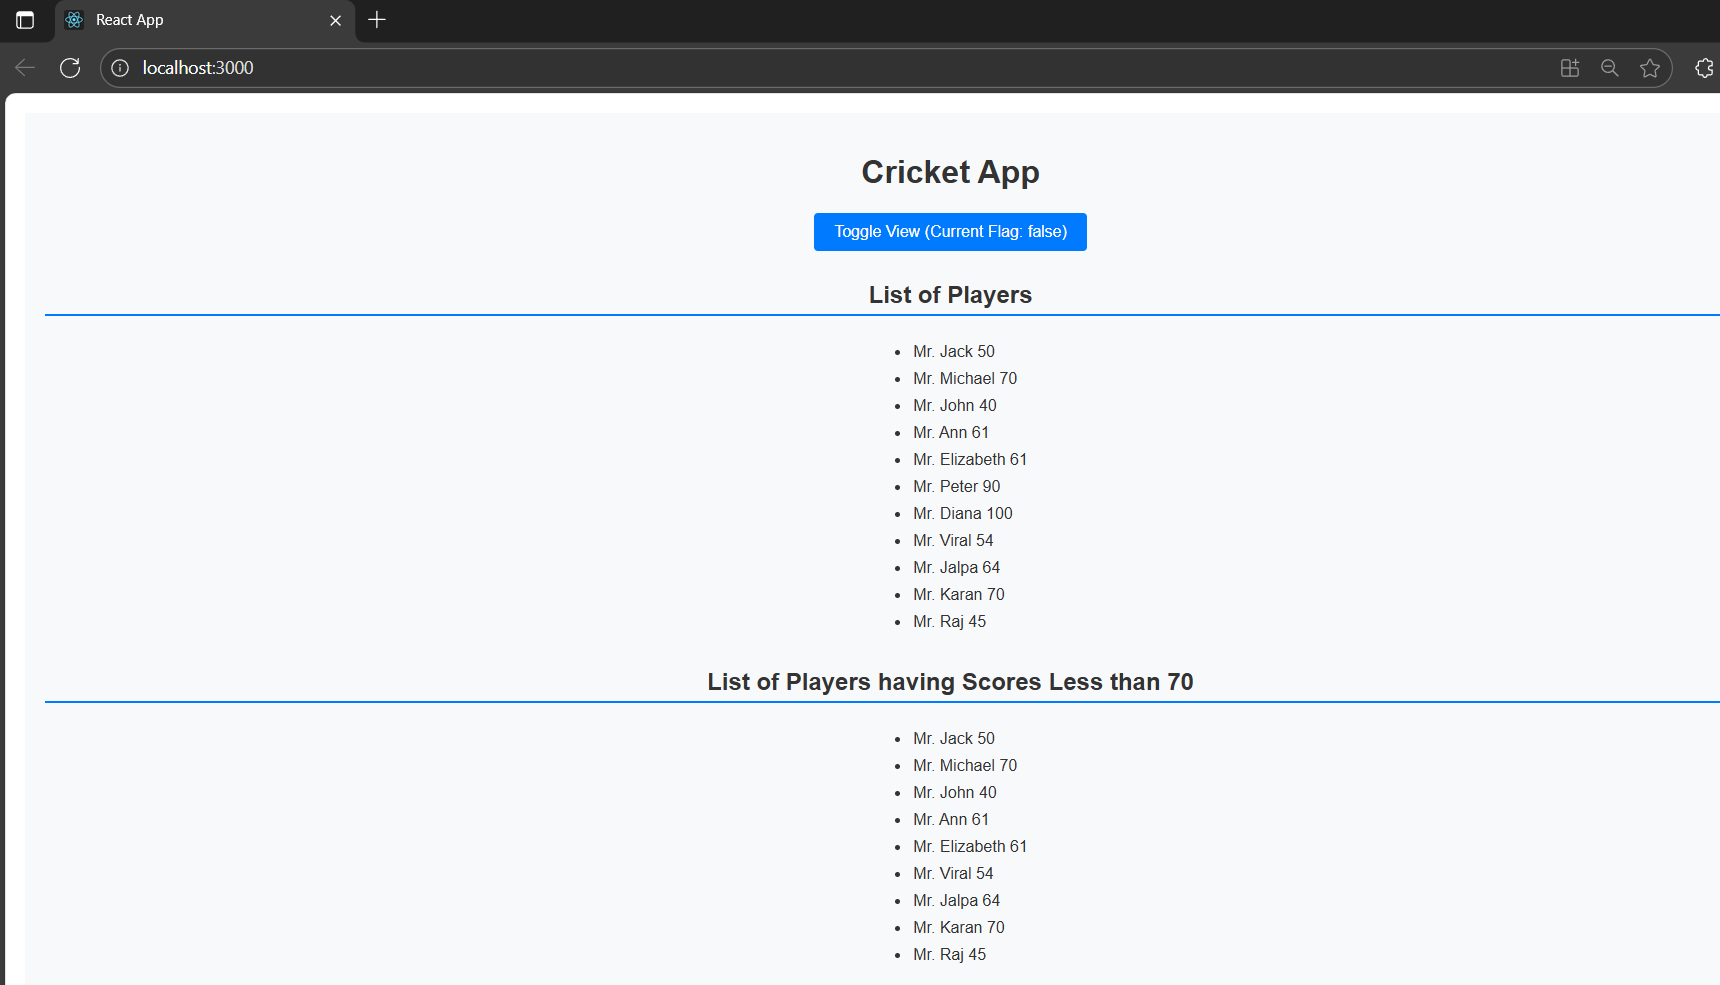 React App
localhost:3000
Cricket App
Toggle View (Current Flag: false)
List of Players
Mr. Jack 50
Mr. Michael 70
Mr. John 40
Mr. Ann 61
Mr. Elizabeth 61
Mr. Peter 90
Mr. Diana 100
Mr. Viral 54
Mr. Jalpa 64
Mr. Karan 70
Mr. Raj 45
List of Players having Scores Less than 70
Mr. Jack 50
Mr. Michael 70
Mr. John 40
Mr. Ann 61
Mr. Elizabeth 61
Mr. Viral 54
Mr. Jalpa 64
Mr. Karan 70
Mr. Raj 45